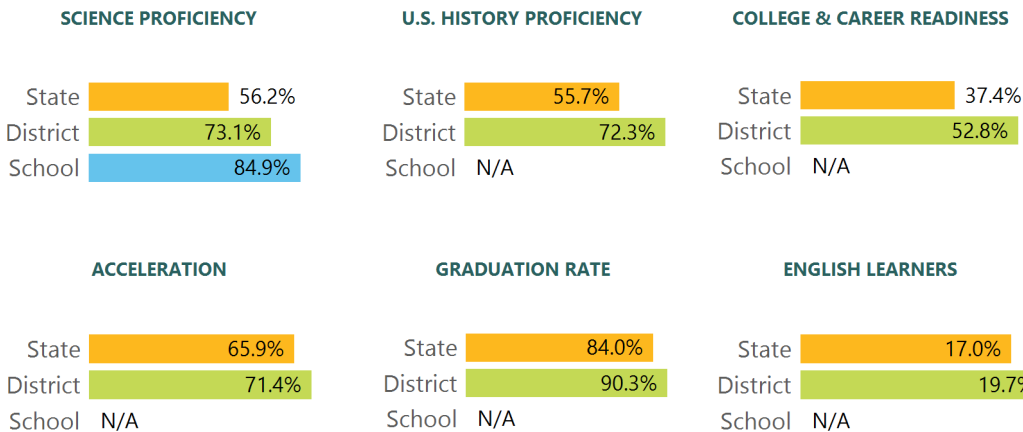 SCIENCE PROFICIENCY
State 56.2%
District 73.1%
School 84.9%
U.S. HISTORY PROFICIENCY
State 55.7%
District 72.3%
School N/A
COLLEGE & CAREER READINESS
State 37.4%
District 52.8%
School N/A
ACCELERATION
State 65.9%
District 71.4%
School N/A
GRADUATION RATE
State 84.0%
District 90.3%
School N/A
ENGLISH LEARNERS
State 17.0%
District 19.7%
School N/A